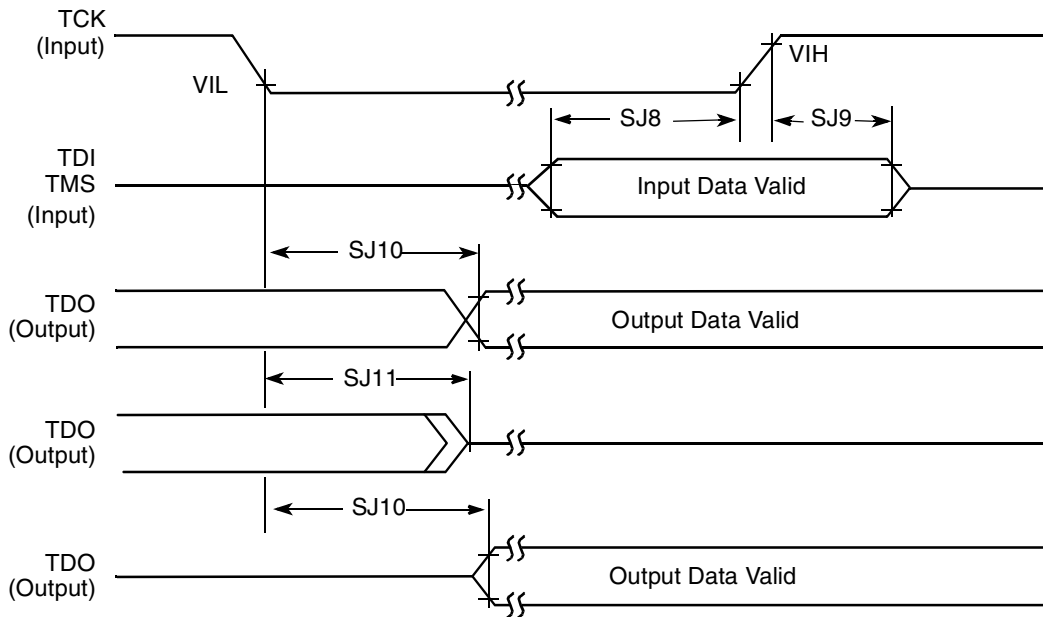 TCK
(Input)
VIL
VIH
SJ8
SJ9
TDI
TMS
(Input)
Input Data Valid
SJ10
TDO
(Output)
Output Data Valid
SJ11
TDO
(Output)
SJ10
TDO
(Output)
Output Data Valid